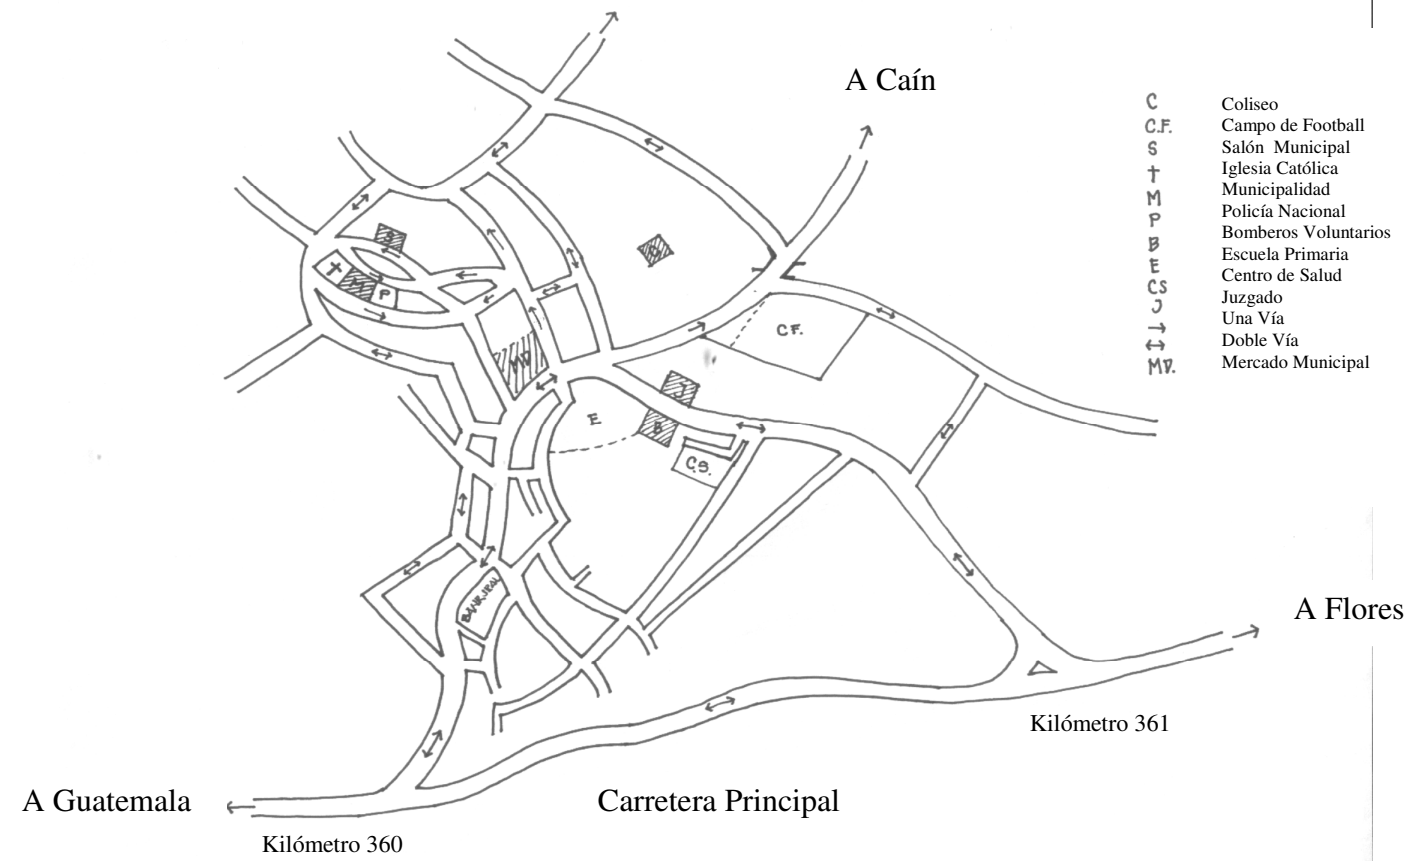 A Caín
C Coliseo
C.F. Campo de Football
S Salón Municipal
† Iglesia Católica
M Municipalidad
P Policía Nacional
B Bomberos Voluntarios
E Escuela Primaria
CS Centro de Salud
J Juzgado
→ Una Vía
↔ Doble Vía
MD. Mercado Municipal
S
C
†
M
P
C.F.
MD
J
E
B
C.S.
A Flores
Kilómetro 361
A Guatemala
Carretera Principal
Kilómetro 360